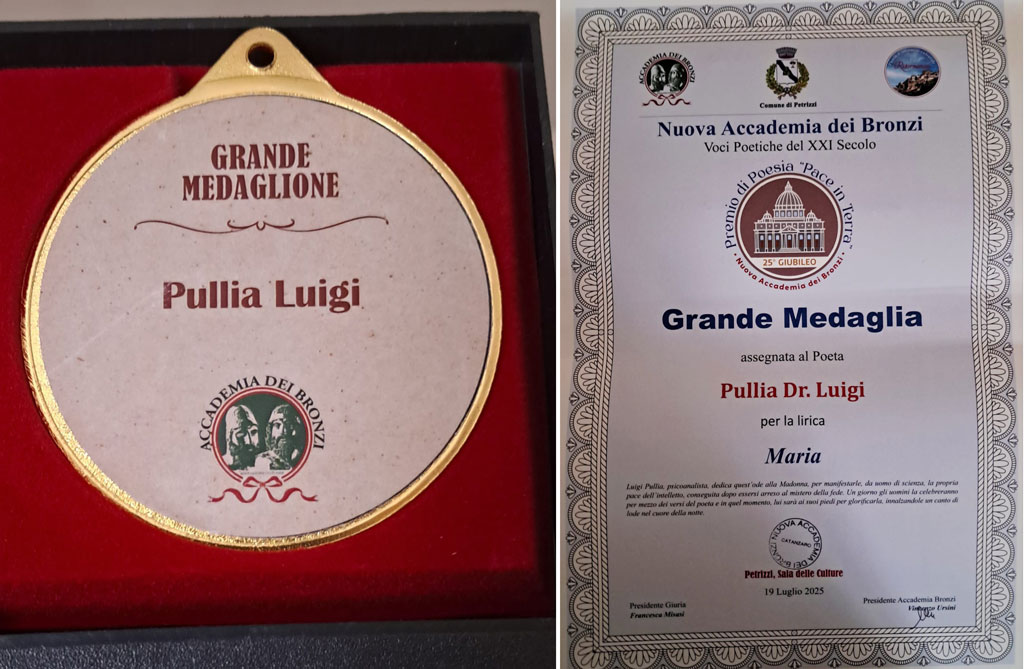 GRANDE
MEDAGLIONE
Pullia Luigi
ACCADEMIA DEI BRONZI
ACCADEMIA DEI BRONZI
Comune di Petrizzi
Nuova Accademia dei Bronzi
Voci Poetiche del XXI Secolo
Premio di Poesia "Pace in Terra"
25° GIUBILEO
Nuova Accademia dei Bronzi
Grande Medaglia
assegnata al Poeta
Pullia Dr. Luigi
per la lirica
Maria
Luigi Pullia, psicoanalista, dedica quest'ode alla Madonna, per manifestarle, da uomo di scienza, la propria
pace dell'intelletto, conseguita dopo essersi arreso al mistero della fede. Un giorno gli uomini la celebreranno
per mezzo dei versi del poeta e in quel momento, lui sarà ai suoi piedi per glorificarla, innalzandole un canto di
lode nel cuore della notte.
NUOVA ACCADEMIA DEI BRONZI
CATANZARO
Petrizzi, Sala delle Culture
19 Luglio 2025
Presidente Giuria
Francesca Misasi
Presidente Accademia Bronzi
Vincenzo Ursini